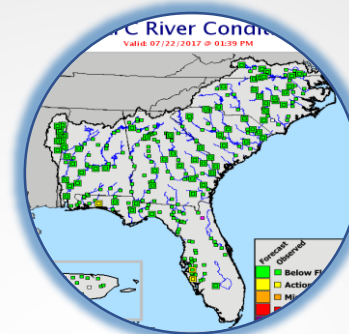 C River Condit
Valid: 07/22/2017 @ 01:39 PM
Forecast
Observed
Below Fl
Action
Mi